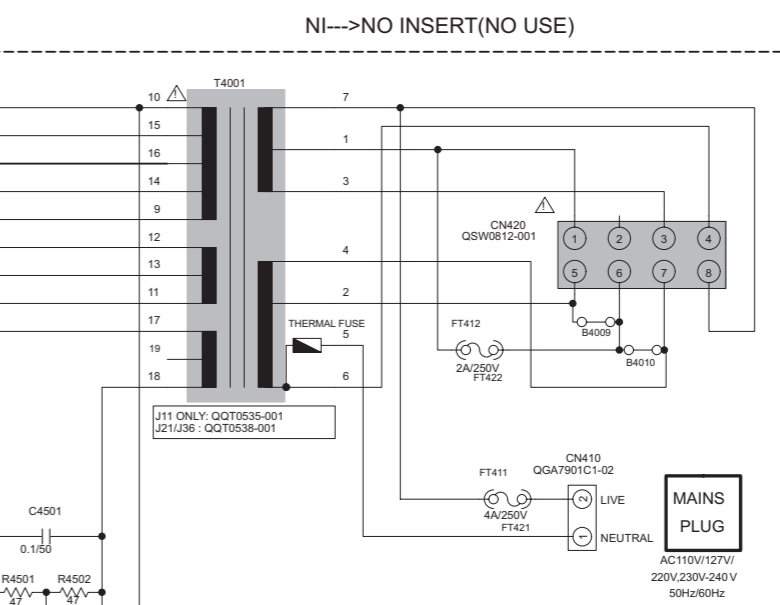 NI--->NO INSERT(NO USE)
T4001
10
7
15
1
16
14
3
9
CN420
QSW0812-001
1 2 3 4
12
4
13
5 6 7 8
11
2
17
THERMAL FUSE
5
FT412
B4009
19
B4010
2A/250V
FT422
18
6
J11 ONLY: QQT0535-001
J21/J36 : QQT0538-001
CN410
QGA7901C1-02
FT411
2 LIVE
4A/250V
FT421
1 NEUTRAL
MAINS
PLUG
AC110V/127V/
220V,230V-240 V
50Hz/60Hz
C4501
0.1/50
R4501 R4502
47 47